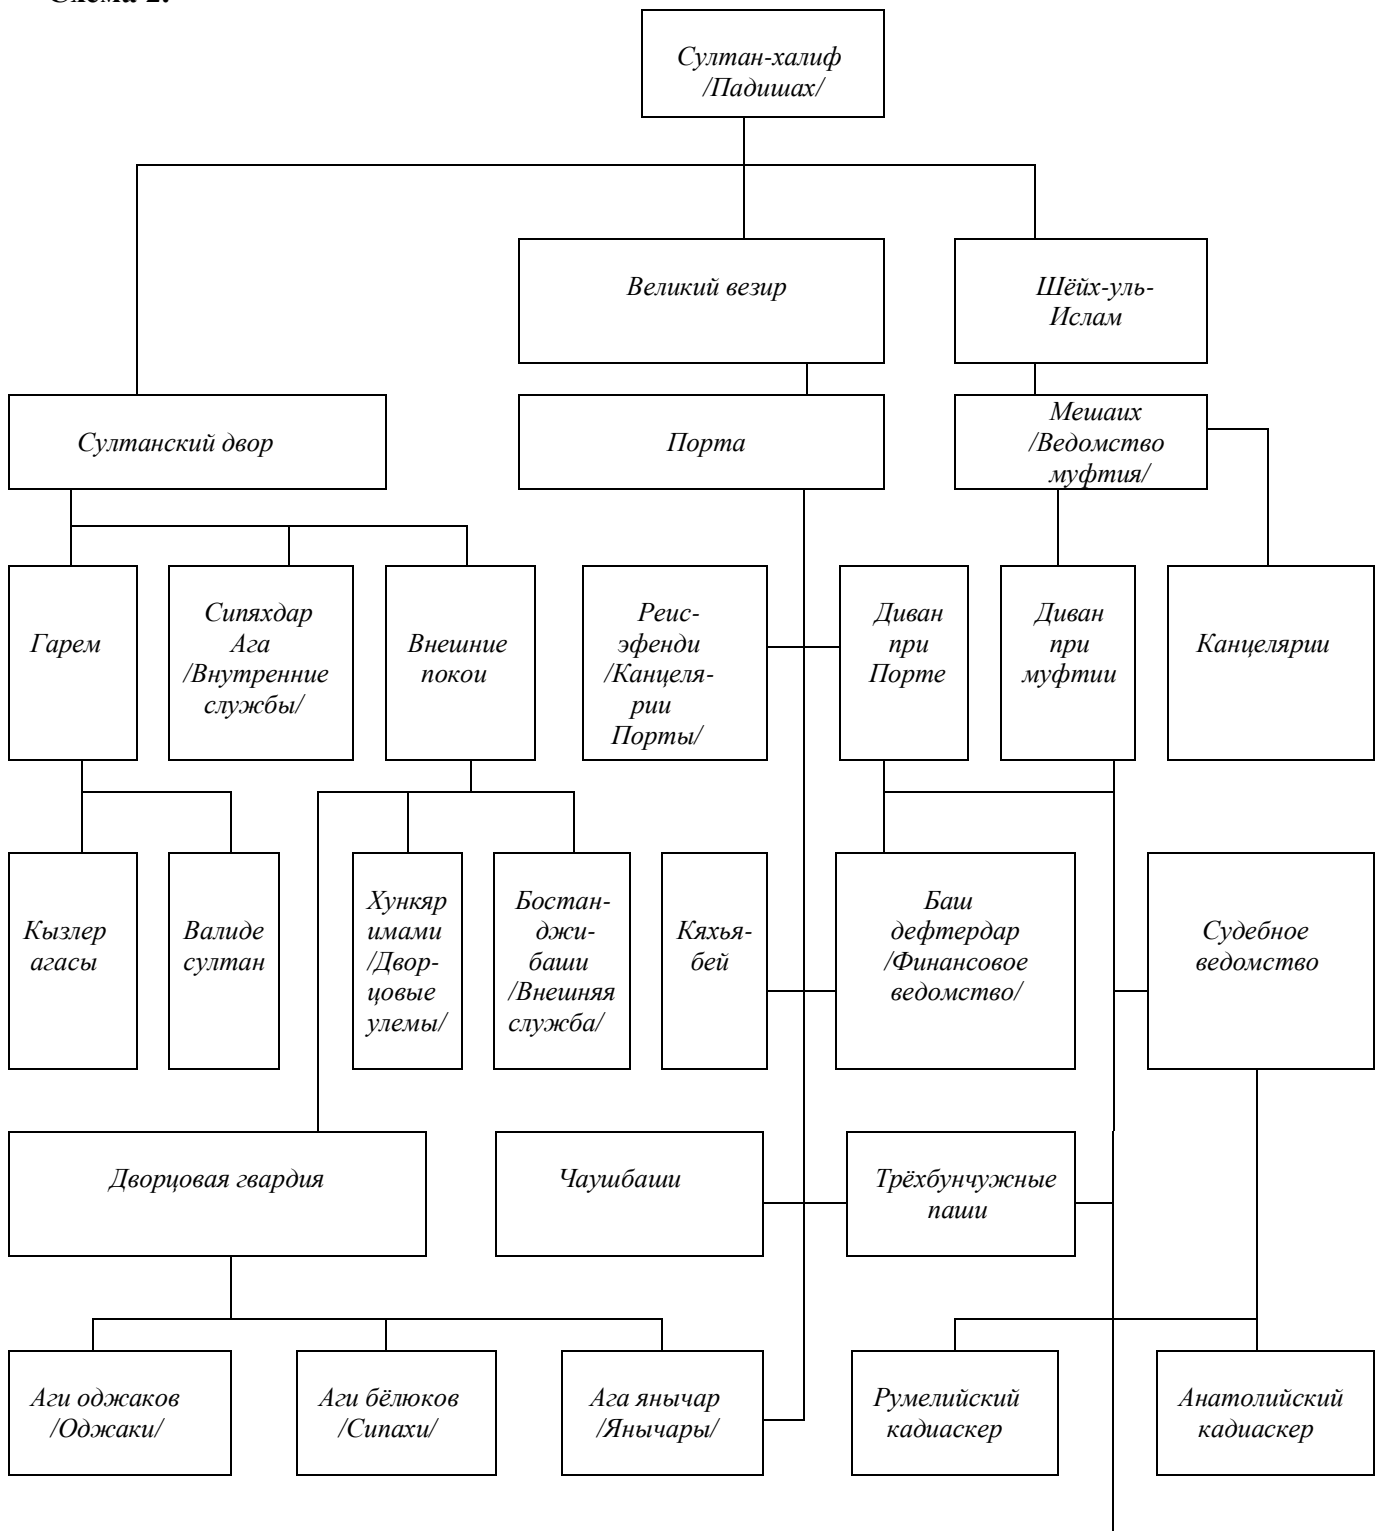 Схема 2.
Султан-халиф
/Падишах/
Великий везир
Шёйх-уль-
Ислам
Султанский двор
Порта
Мешаих
/Ведомство
муфтия/
Гарем
Сипяхдар
Ага
/Внутренние
службы/
Внешние
покои
Реис-
эфенди
/Канцеля-
рии
Порты/
Диван
при
Порте
Диван
при
муфтии
Канцелярии
Кызлер
агасы
Валиде
султан
Хункяр
имами
/Двор-
цовые
улемы/
Бостан-
джи-
баши
/Внешняя
служба/
Кяхья-
бей
Баш
дефтердар
/Финансовое
ведомство/
Судебное
ведомство
Дворцовая гвардия
Чаушбаши
Трёхбунчужные
паши
Аги оджаков
/Оджаки/
Аги бёлюков
/Сипахи/
Ага янычар
/Янычары/
Румелийский
кадиаскер
Анатолийский
кадиаскер